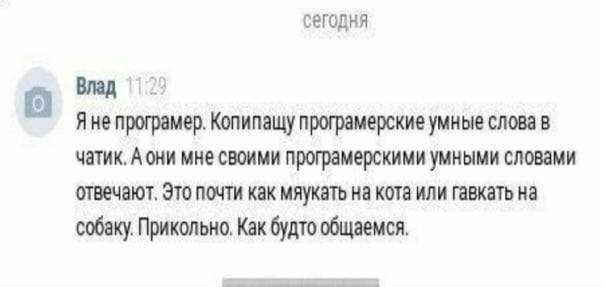 сегодня
Влад 11:29
Я не програмер. Копипащу програмерские умные слова в
чатик. А они мне своими програмерскими умными словами
отвечают. Это почти как мяукать на кота или гавкать на
собаку. Прикольно. Как будто общаемся.